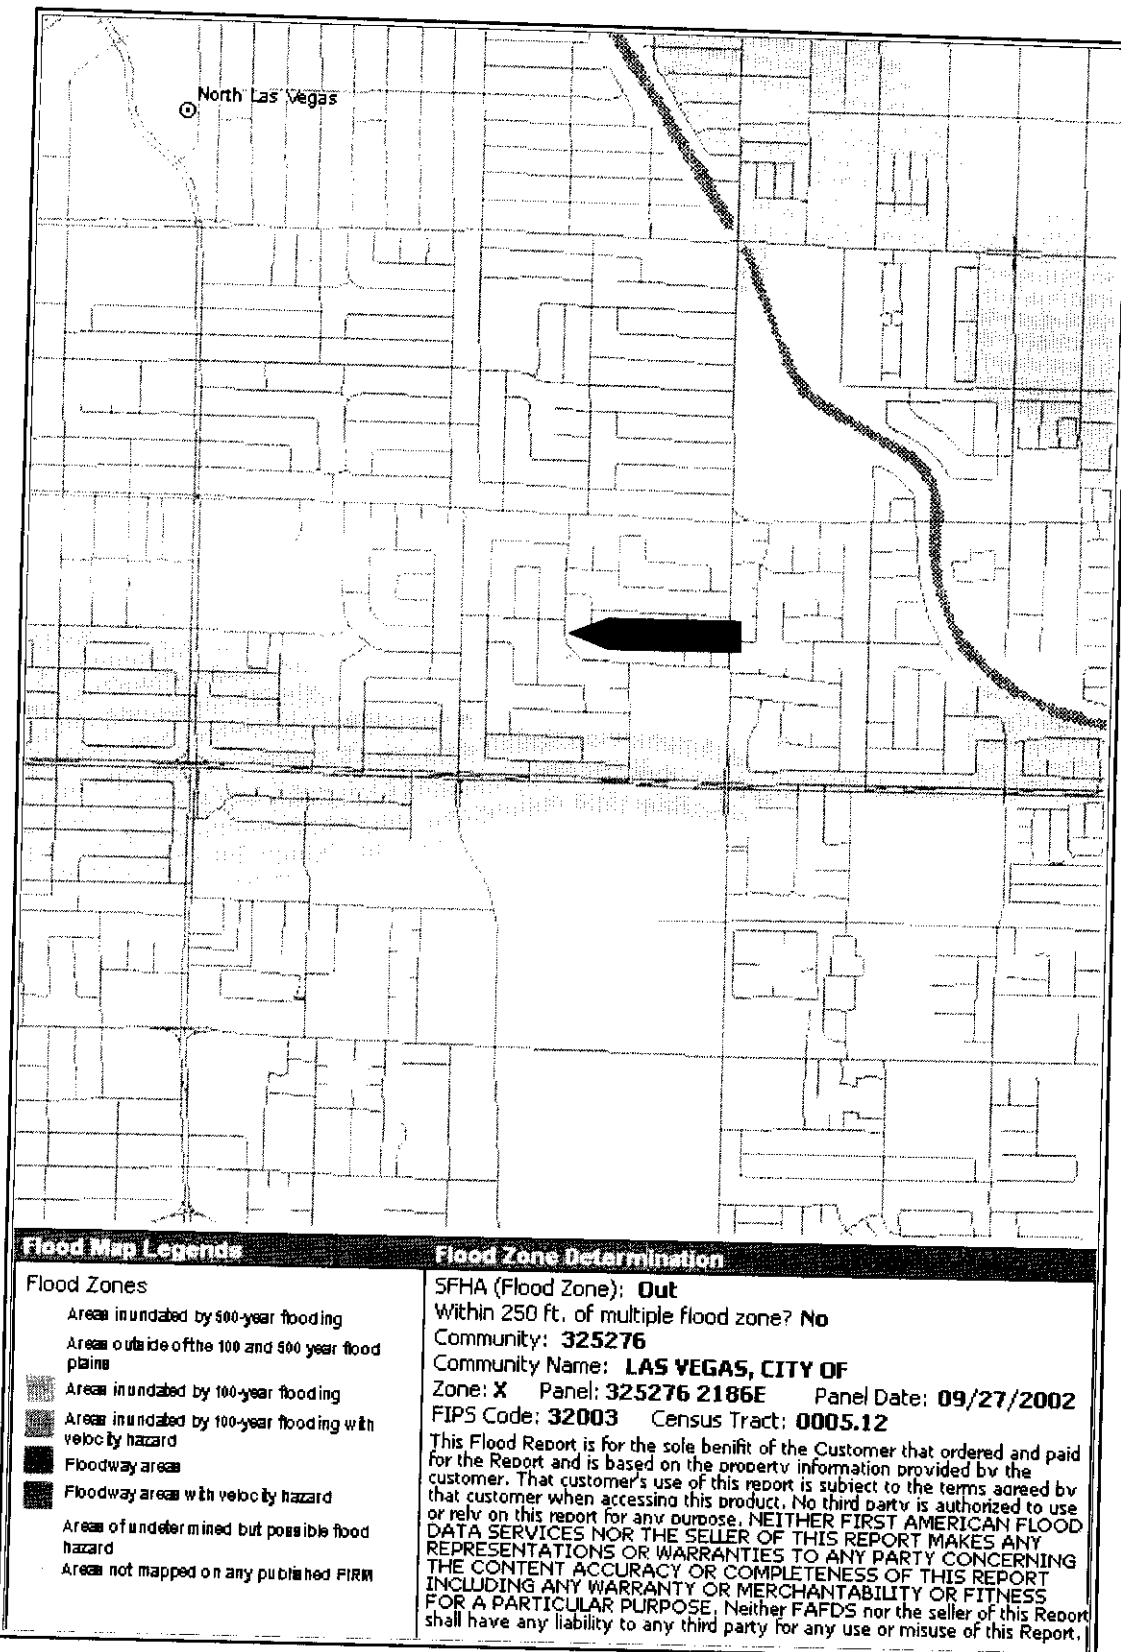 North Las Vegas
Flood Map Legends
Flood Zones
Areas inundated by 500-year flooding
Areas outside of the 100 and 500 year flood
plains
Areas inundated by 100-year flooding
Areas inundated by 100-year flooding with
velocity hazard
Floodway areas
Floodway areas with velocity hazard
Areas of undetermined but possible flood
hazard
Areas not mapped on any published FIRM
Flood Zone Determination
SFHA (Flood Zone): Out
Within 250 ft. of multiple flood zone? No
Community: 325276
Community Name: LAS VEGAS, CITY OF
Zone: X Panel: 325276 2186E Panel Date: 09/27/2002
FIPS Code: 32003 Census Tract: 0005.12
This Flood Report is for the sole benifit of the Customer that ordered and paid
for the Report and is based on the property information provided by the
customer. That customer's use of this report is subject to the terms agreed by
that customer when accessing this product. No third party is authorized to use
or rely on this report for any purpose. NEITHER FIRST AMERICAN FLOOD
DATA SERVICES NOR THE SELLER OF THIS REPORT MAKES ANY
REPRESENTATIONS OR WARRANTIES TO ANY PARTY CONCERNING
THE CONTENT ACCURACY OR COMPLETENESS OF THIS REPORT
INCLUDING ANY WARRANTY OR MERCHANTABILITY OR FITNESS
FOR A PARTICULAR PURPOSE. Neither FAFDS nor the seller of this Report
shall have any liability to any third party for any use or misuse of this Report.